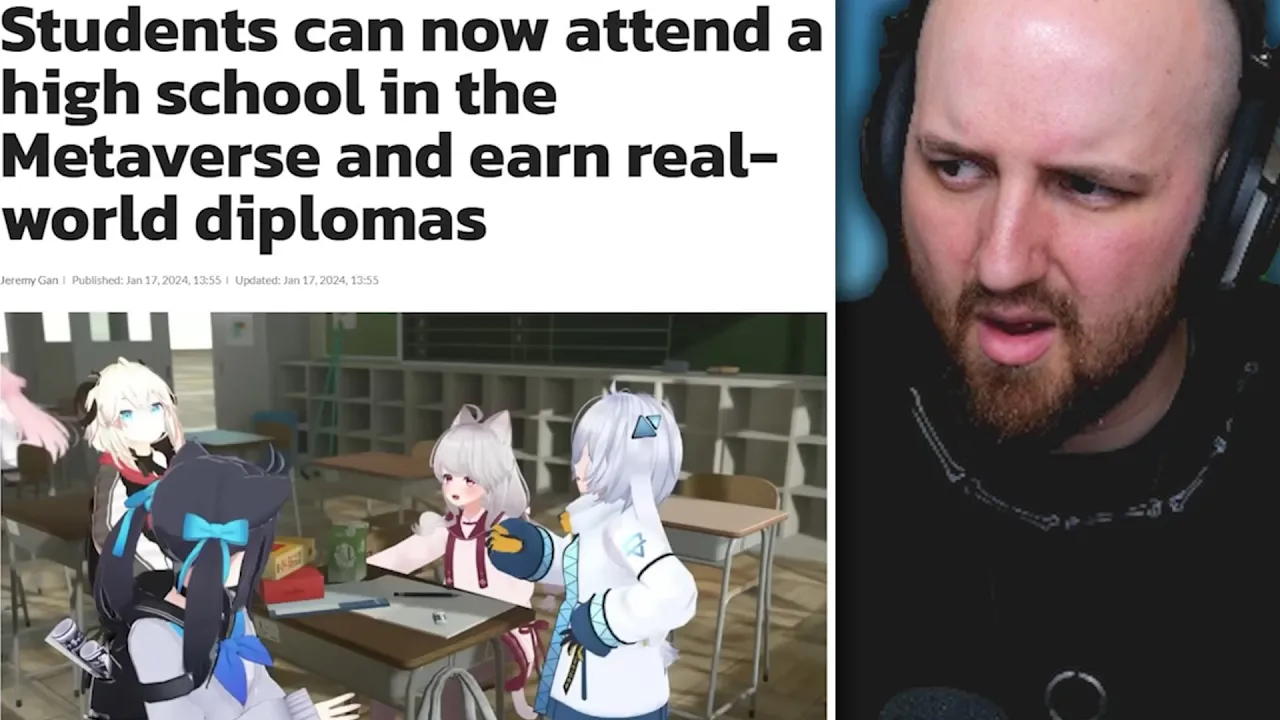 Students can now attend a
high school in the
Metaverse and earn real-
world diplomas
Jeremy Gan | Published: Jan 17, 2024, 13:55 | Updated: Jan 17, 2024, 13:55